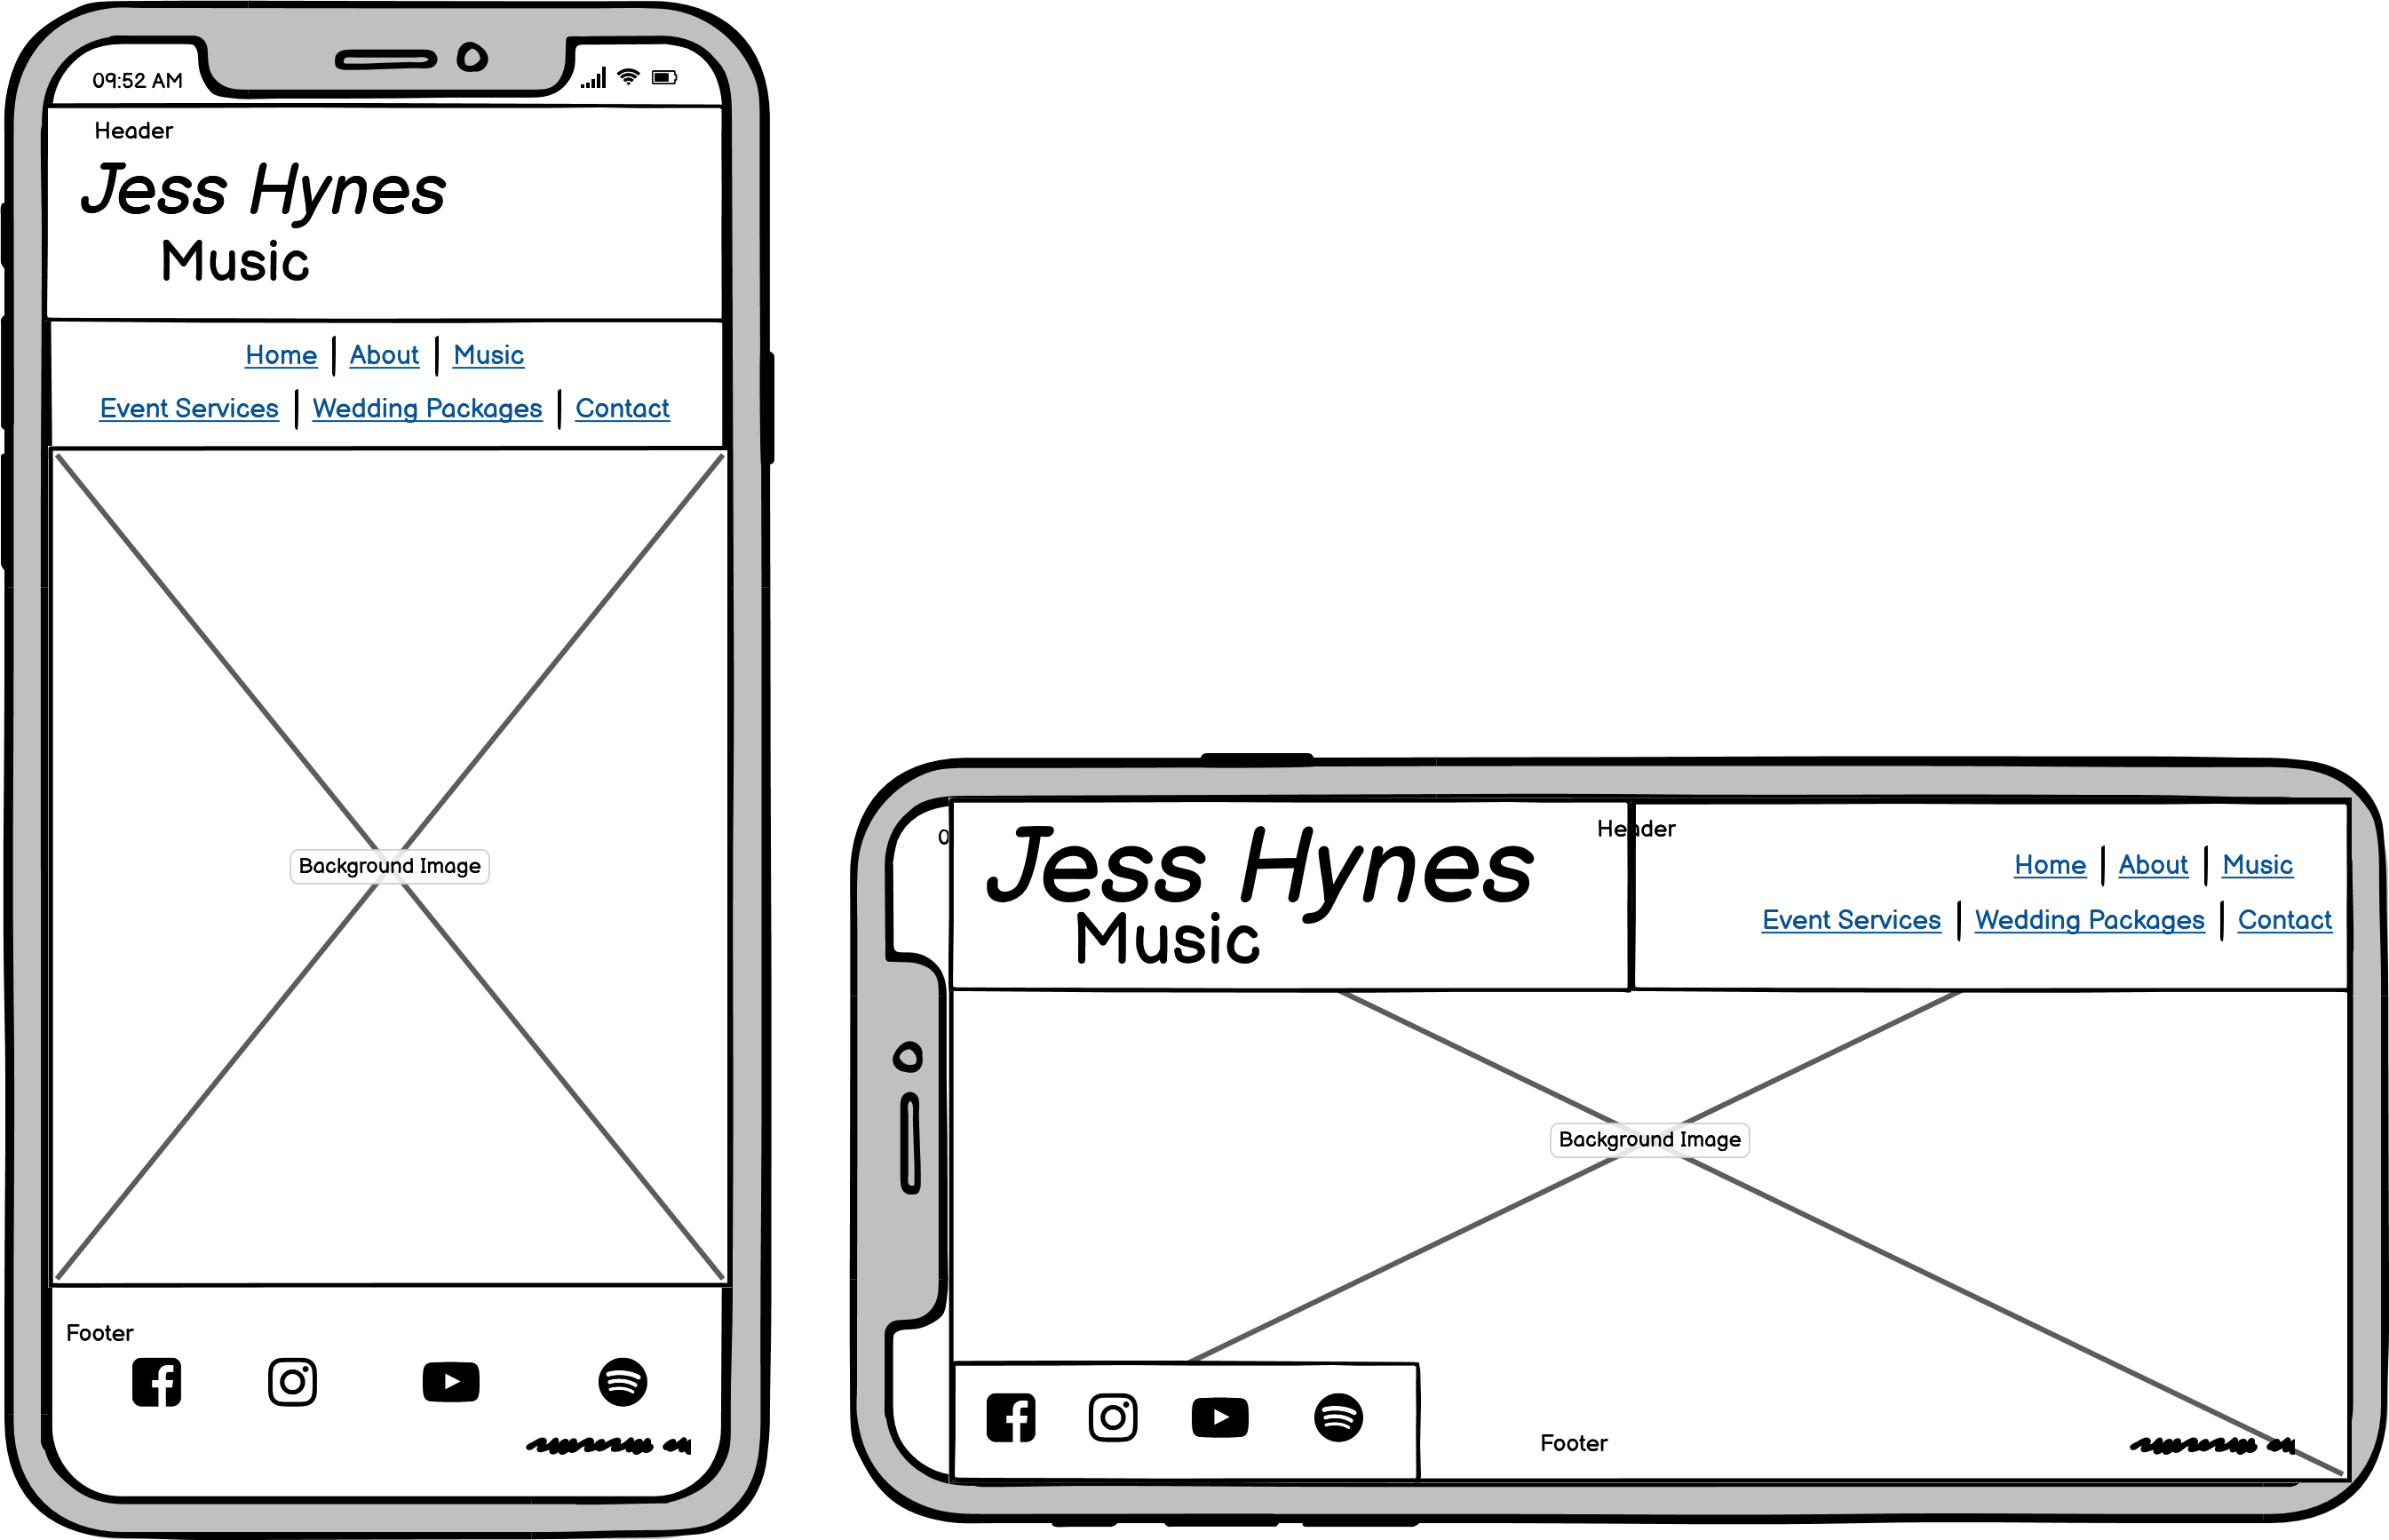 09:52 AM
Header
Jess Hynes
Music
Home | About | Music
Event Services | Wedding Packages | Contact
Background Image
Footer
0
Jess Hynes
Music
Header
Home | About | Music
Event Services | Wedding Packages | Contact
Background Image
Footer